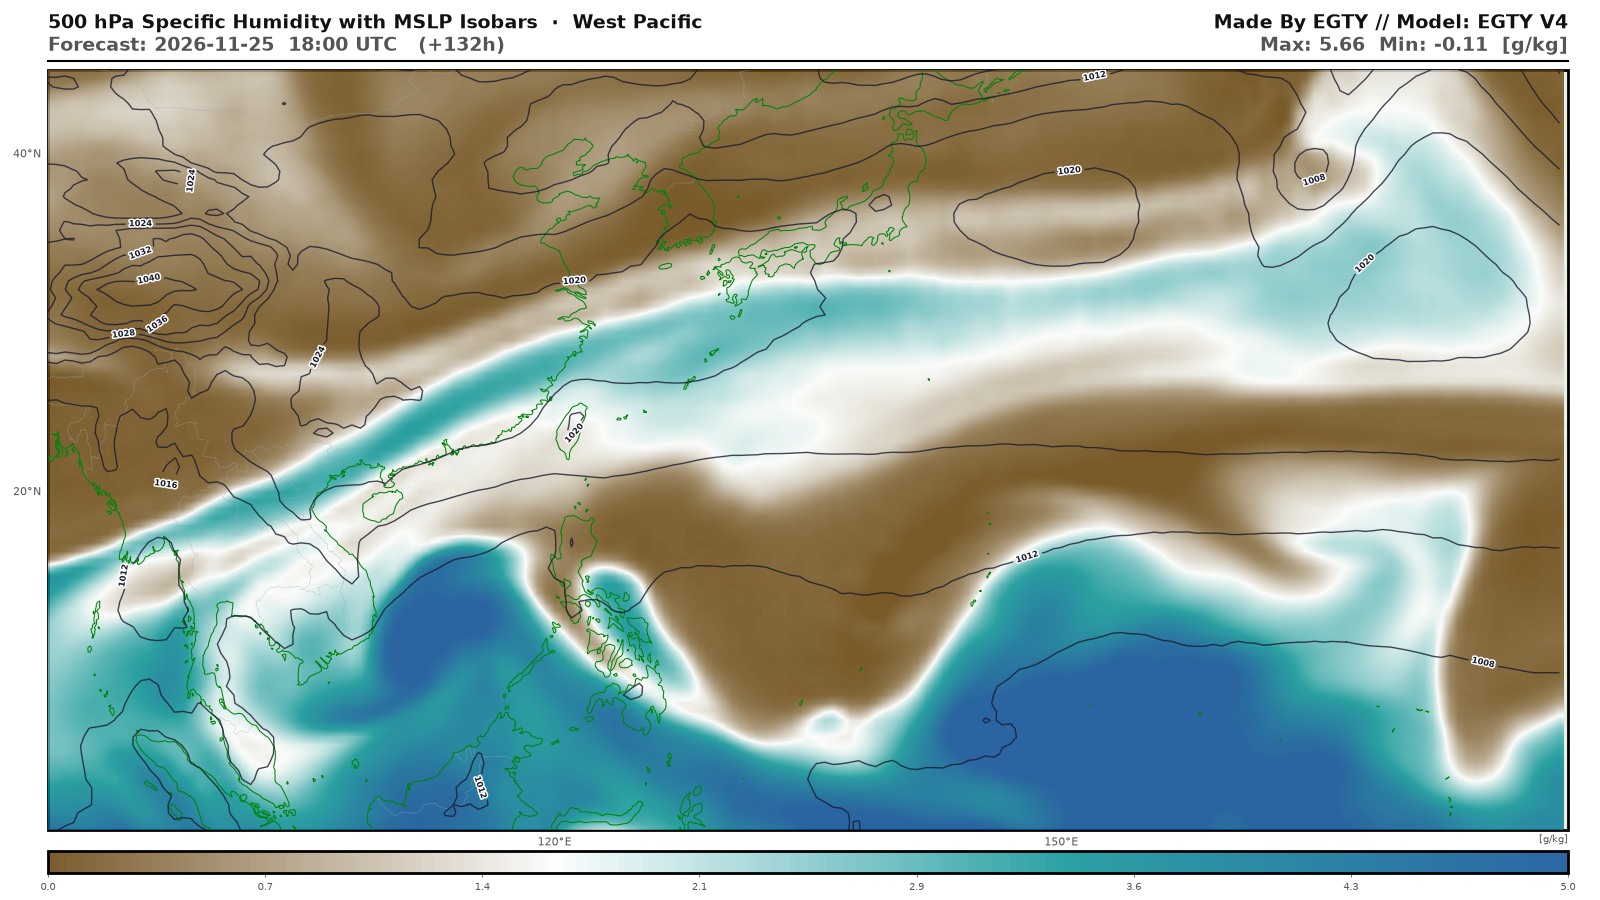 500 hPa Specific Humidity with MSLP Isobars · West Pacific
Made By EGTY // Model: EGTY V4
Forecast: 2026-11-25 18:00 UTC (+132h)
Max: 5.66 Min: -0.11 [g/kg]
1012
40°N
1024
1020
1008
1024
1032
1020
1040
1020
1036
1028
1024
1020
1016
20°N
1012
1012
1008
1012
120°E
150°E
[g/kg]
0.0 0.7 1.4 2.1 2.9 3.6 4.3 5.0